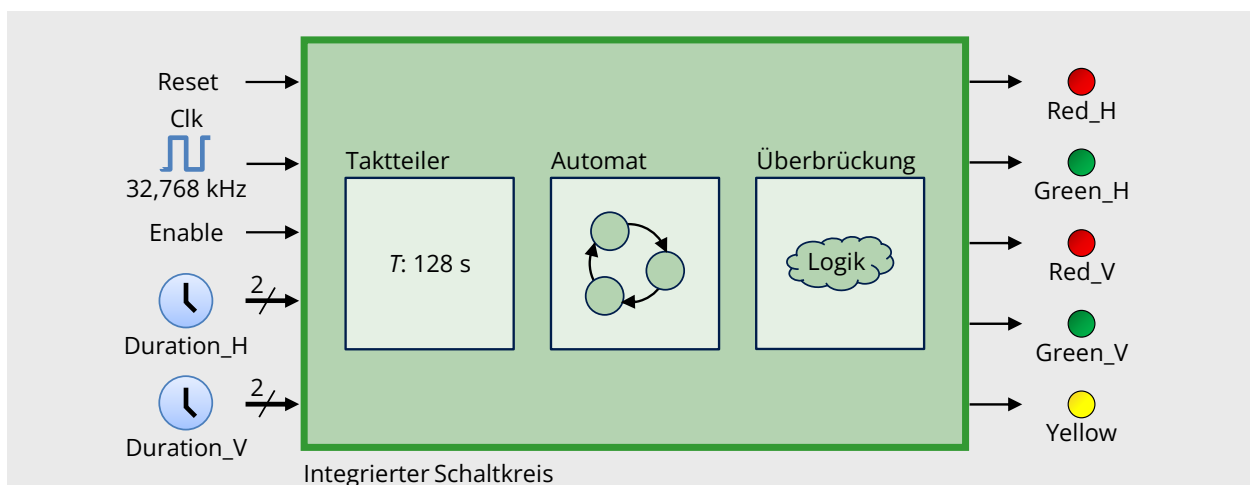 Reset
Clk
32,768 kHz
Enable
2
Duration_H
2
Duration_V
Taktteiler
T: 128 s
Automat
Überbrückung
Logik
Integrierter Schaltkreis
Red_H
Green_H
Red_V
Green_V
Yellow